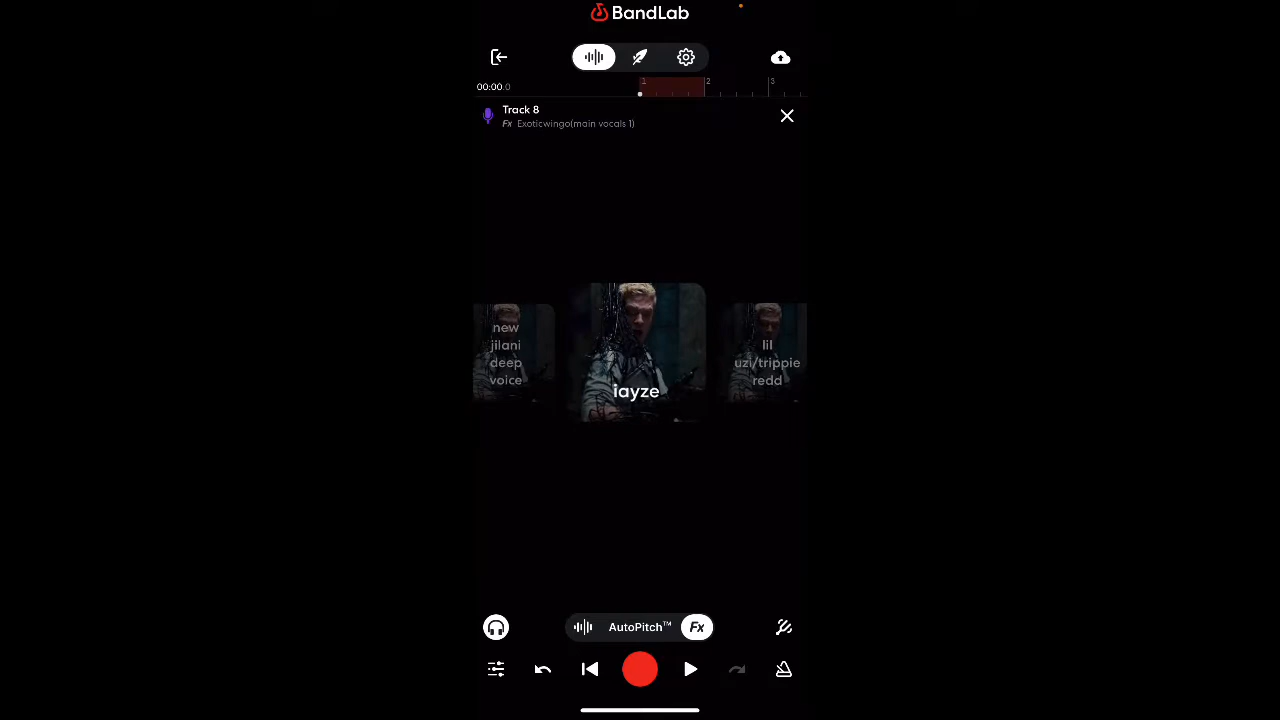 BandLab
00:00.0
1
2
3
Track 8
Fx Exoticwingo(main vocals 1)
new
jilani
deep
voice
iayze
lil
uzi/trippie
redd
AutoPitch™
Fx